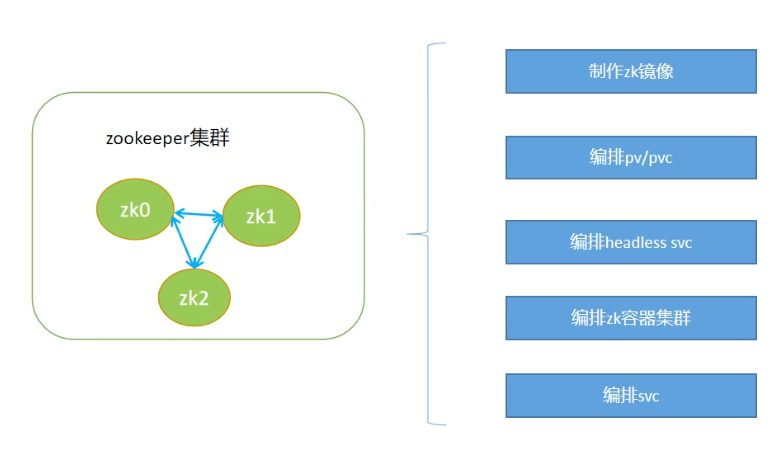 zookeeper集群
zk0
zk1
zk2
制作zk镜像
编排pv/pvc
编排headless svc
编排zk容器集群
编排svc